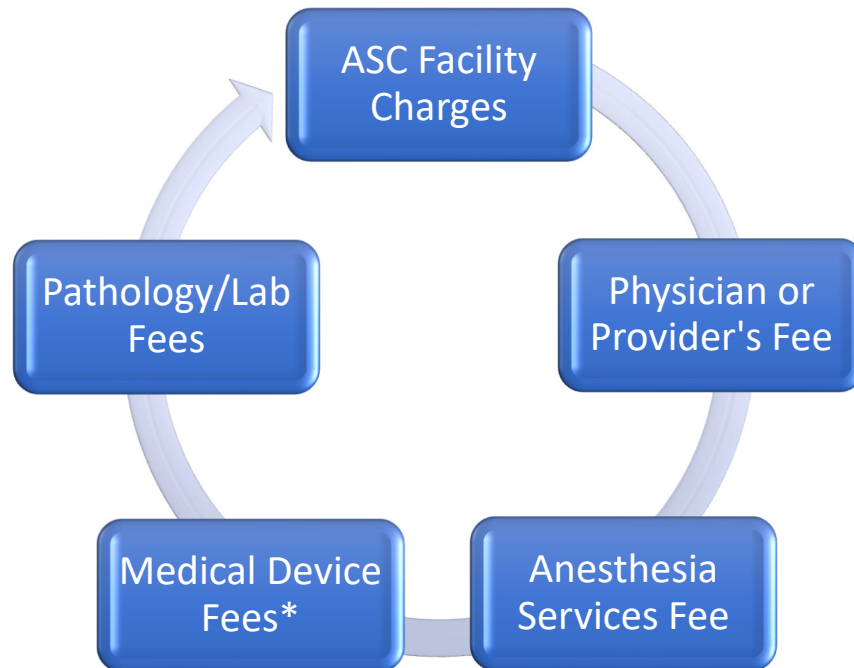 ASC Facility
Charges
Physician or
Provider's Fee
Anesthesia
Services Fee
Medical Device
Fees*
Pathology/Lab
Fees